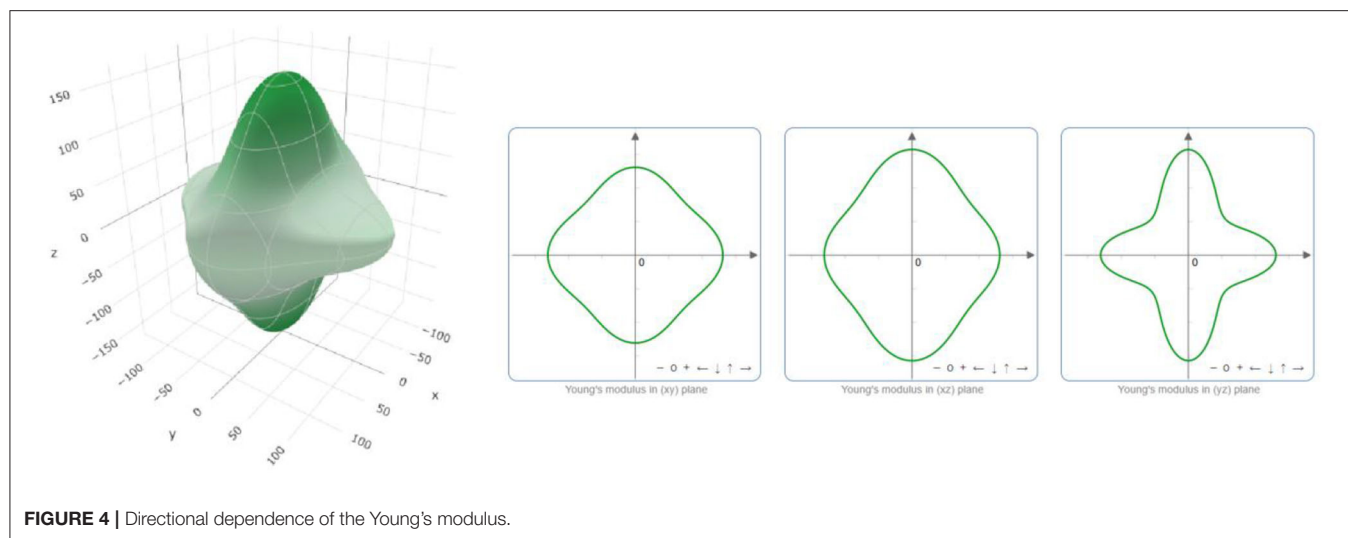 150
100
50
0
−50
−100
−150
z
−100
−50
0
50
100
y
−100
−50
0
50
100
x
0
− o + ← ↓ ↑ →
Young's modulus in (xy) plane
0
− o + ← ↓ ↑ →
Young's modulus in (xz) plane
0
− o + ← ↓ ↑ →
Young's modulus in (yz) plane
FIGURE 4 | Directional dependence of the Young's modulus.